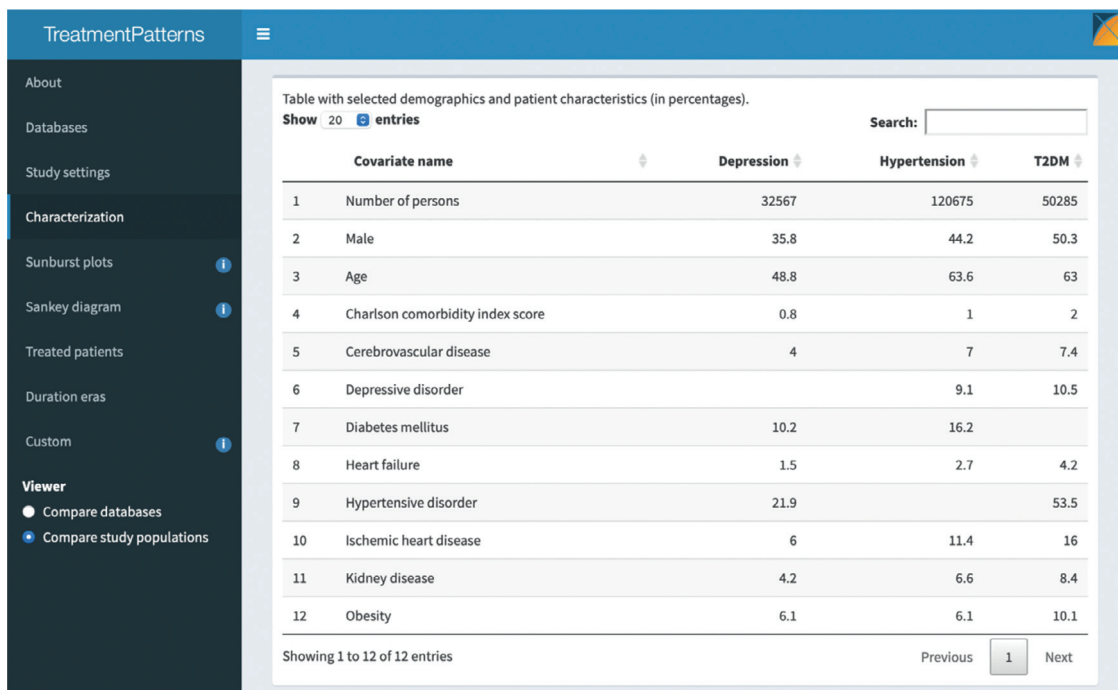 TreatmentPatterns
About
Databases
Study settings
Characterization
Sunburst plots i
Sankey diagram i
Treated patients
Duration eras
Custom i
Viewer
Compare databases
Compare study populations
Table with selected demographics and patient characteristics (in percentages).
Show 20 entries Search:
Covariate name Depression Hypertension T2DM
1 Number of persons 32567 120675 50285
2 Male 35.8 44.2 50.3
3 Age 48.8 63.6 63
4 Charlson comorbidity index score 0.8 1 2
5 Cerebrovascular disease 4 7 7.4
6 Depressive disorder 9.1 10.5
7 Diabetes mellitus 10.2 16.2
8 Heart failure 1.5 2.7 4.2
9 Hypertensive disorder 21.9 53.5
10 Ischemic heart disease 6 11.4 16
11 Kidney disease 4.2 6.6 8.4
12 Obesity 6.1 6.1 10.1
Showing 1 to 12 of 12 entries Previous 1 Next